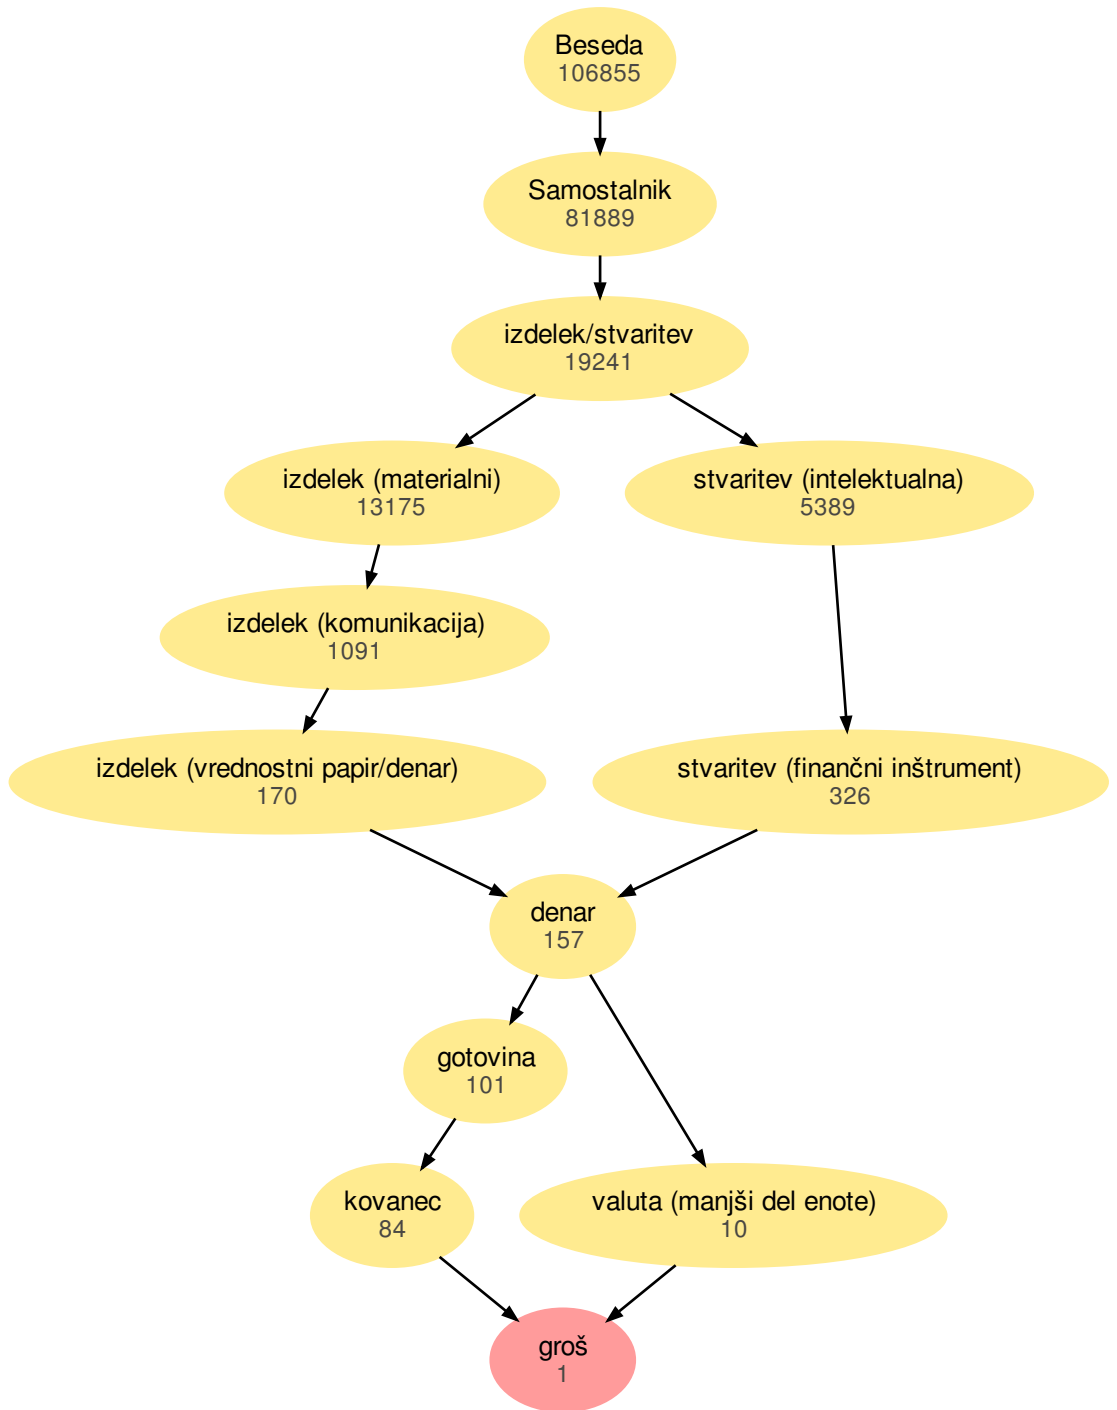 Beseda
106855
Samostalnik
81889
izdelek/stvaritev
19241
izdelek (materialni)
13175
stvaritev (intelektualna)
5389
izdelek (komunikacija)
1091
izdelek (vrednostni papir/denar)
170
stvaritev (finančni inštrument)
326
denar
157
gotovina
101
kovanec
84
valuta (manjši del enote)
10
groš
1